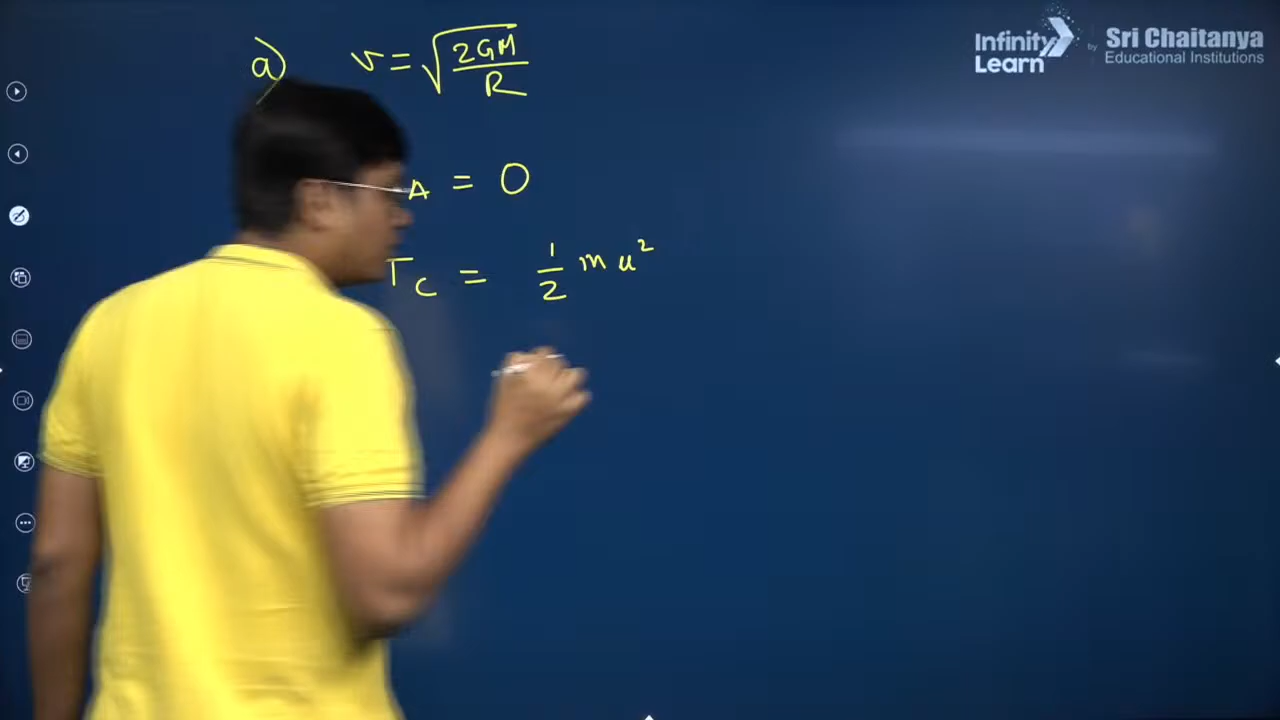 Infinity Learn by Sri Chaitanya Educational Institutions
a) v = √(2GM/R)
A = 0
T_C = 1/2 m u²